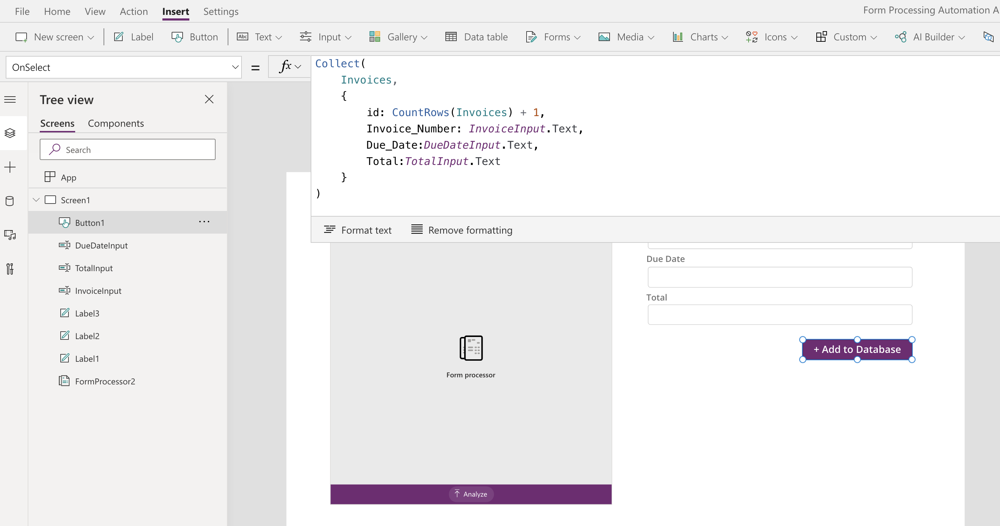 File Home View Action Insert Settings
Form Processing Automation A
New screen Label Button Abc Text Input Gallery Data table Forms Media Charts Icons Custom AI Builder
OnSelect = fx
Collect(
Invoices,
{
id: CountRows(Invoices) + 1,
Invoice_Number: InvoiceInput.Text,
Due_Date:DueDateInput.Text,
Total:TotalInput.Text
}
)
Format text Remove formatting
Tree view
Screens Components
Search
App
Screen1
Button1
DueDateInput
TotalInput
InvoiceInput
Label3
Label2
Label1
FormProcessor2
Form processor
Analyze
Due Date
Total
+ Add to Database